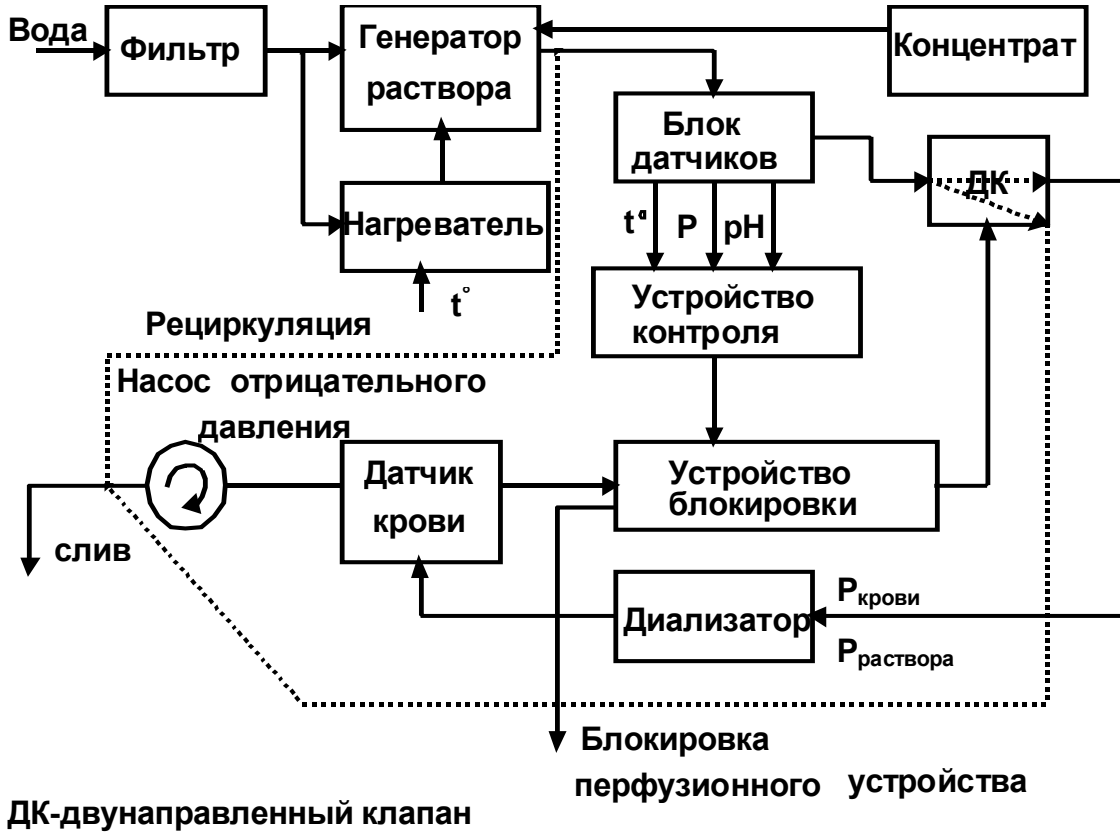 Вода
Фильтр
Генератор
раствора
Концентрат
Блок
датчиков
ДК
Нагреватель
t°
P
pH
t°
Устройство
контроля
Рециркуляция
Насос отрицательного
давления
Датчик
крови
Устройство
блокировки
слив
Диализатор
Pкрови
Pраствора
Блокировка
перфузионного устройства
ДК-двунаправленный клапан